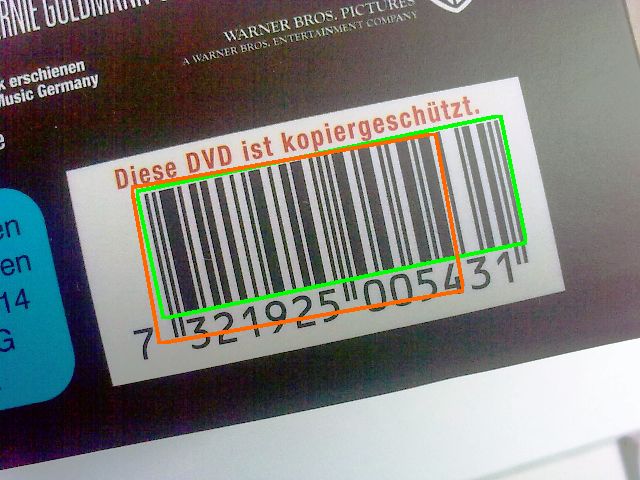 ERNIE GOLDMANN
WARNER BROS. PICTURES
A WARNER BROS. ENTERTAINMENT COMPANY
k erschienen
Music Germany
e
en
en
14
G
Diese DVD ist kopiergeschützt.
7 321925 005431